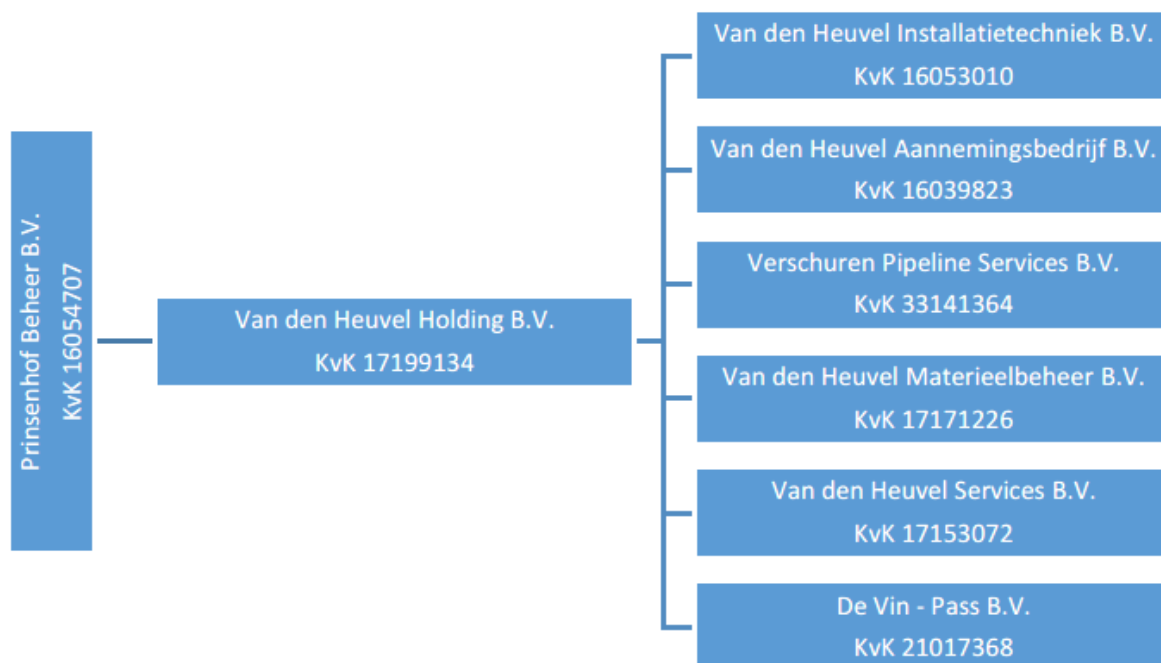 Prinsenhof Beheer B.V.
KvK 16054707
Van den Heuvel Holding B.V.
KvK 17199134
Van den Heuvel Installatietechniek B.V.
KvK 16053010
Van den Heuvel Aannemingsbedrijf B.V.
KvK 16039823
Verschuren Pipeline Services B.V.
KvK 33141364
Van den Heuvel Materieelbeheer B.V.
KvK 17171226
Van den Heuvel Services B.V.
KvK 17153072
De Vin - Pass B.V.
KvK 21017368